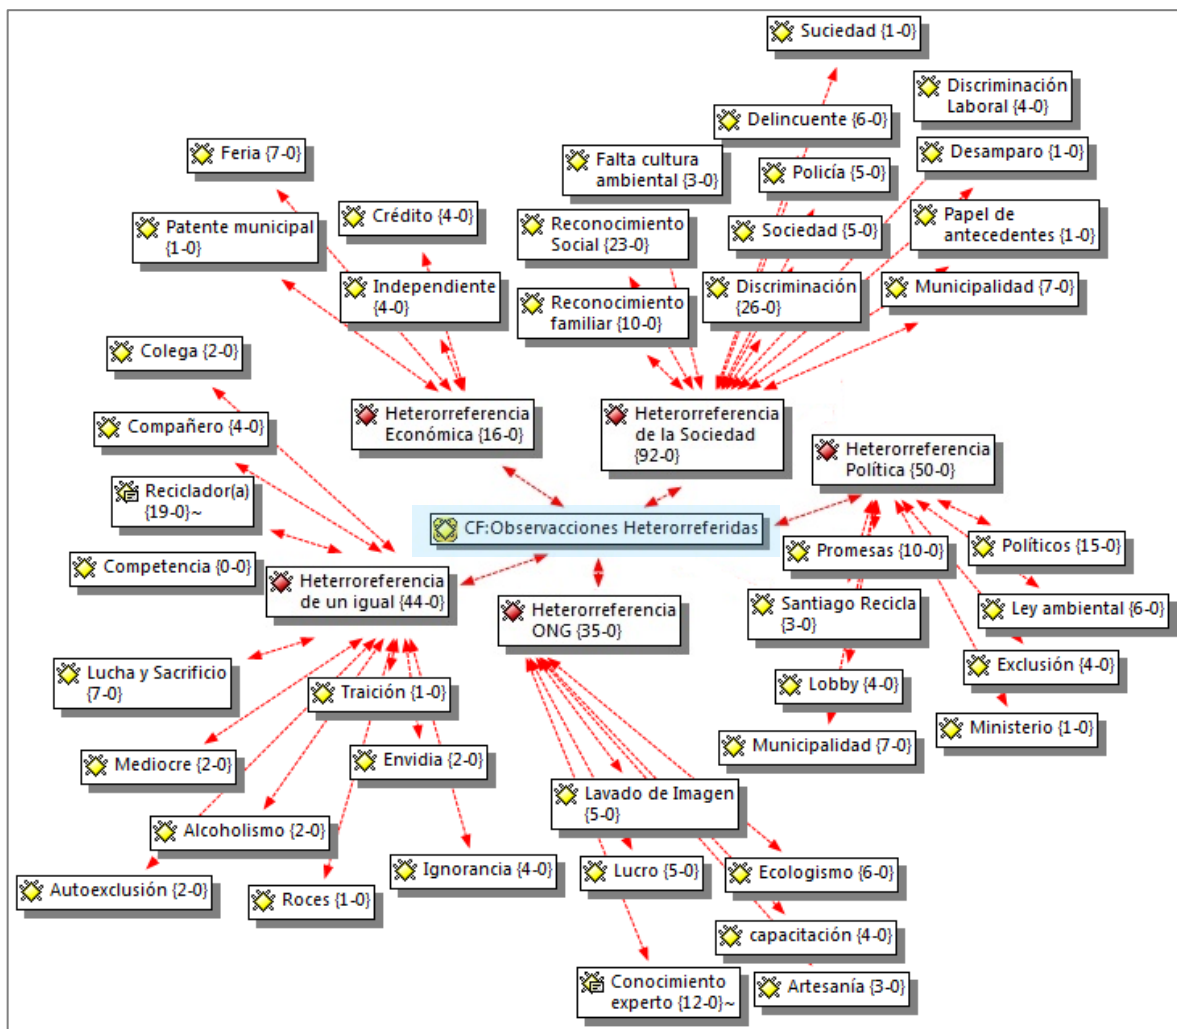 Suciedad {1-0}
Discriminación
Laboral {4-0}
Delincuente {6-0}
Feria {7-0}
Falta cultura
ambiental {3-0}
Policía {5-0}
Desamparo {1-0}
Patente municipal
{1-0}
Crédito {4-0}
Reconocimiento
Social {23-0}
Sociedad {5-0}
Papel de
antecedentes {1-0}
Independiente
{4-0}
Reconocimiento
familiar {10-0}
Discriminación
{26-0}
Municipalidad {7-0}
Colega {2-0}
Compañero {4-0}
Heterorreferencia
Económica {16-0}
Heterorreferencia
de la Sociedad
{92-0}
Heterorreferencia
Política {50-0}
Reciclador(a)
{19-0}~
CF:Observacciones Heterorreferidas
Competencia {0-0}
Heterroreferencia
de un igual {44-0}
Heterorreferencia
ONG {35-0}
Promesas {10-0}
Políticos {15-0}
Santiago Recicla
{3-0}
Ley ambiental {6-0}
Lucha y Sacrificio
{7-0}
Traición {1-0}
Lobby {4-0}
Exclusión {4-0}
Ministerio {1-0}
Mediocre {2-0}
Envidia {2-0}
Municipalidad {7-0}
Lavado de Imagen
{5-0}
Alcoholismo {2-0}
Autoexclusión {2-0}
Roces {1-0}
Ignorancia {4-0}
Lucro {5-0}
Ecologismo {6-0}
capacitación {4-0}
Conocimiento
experto {12-0}~
Artesanía {3-0}